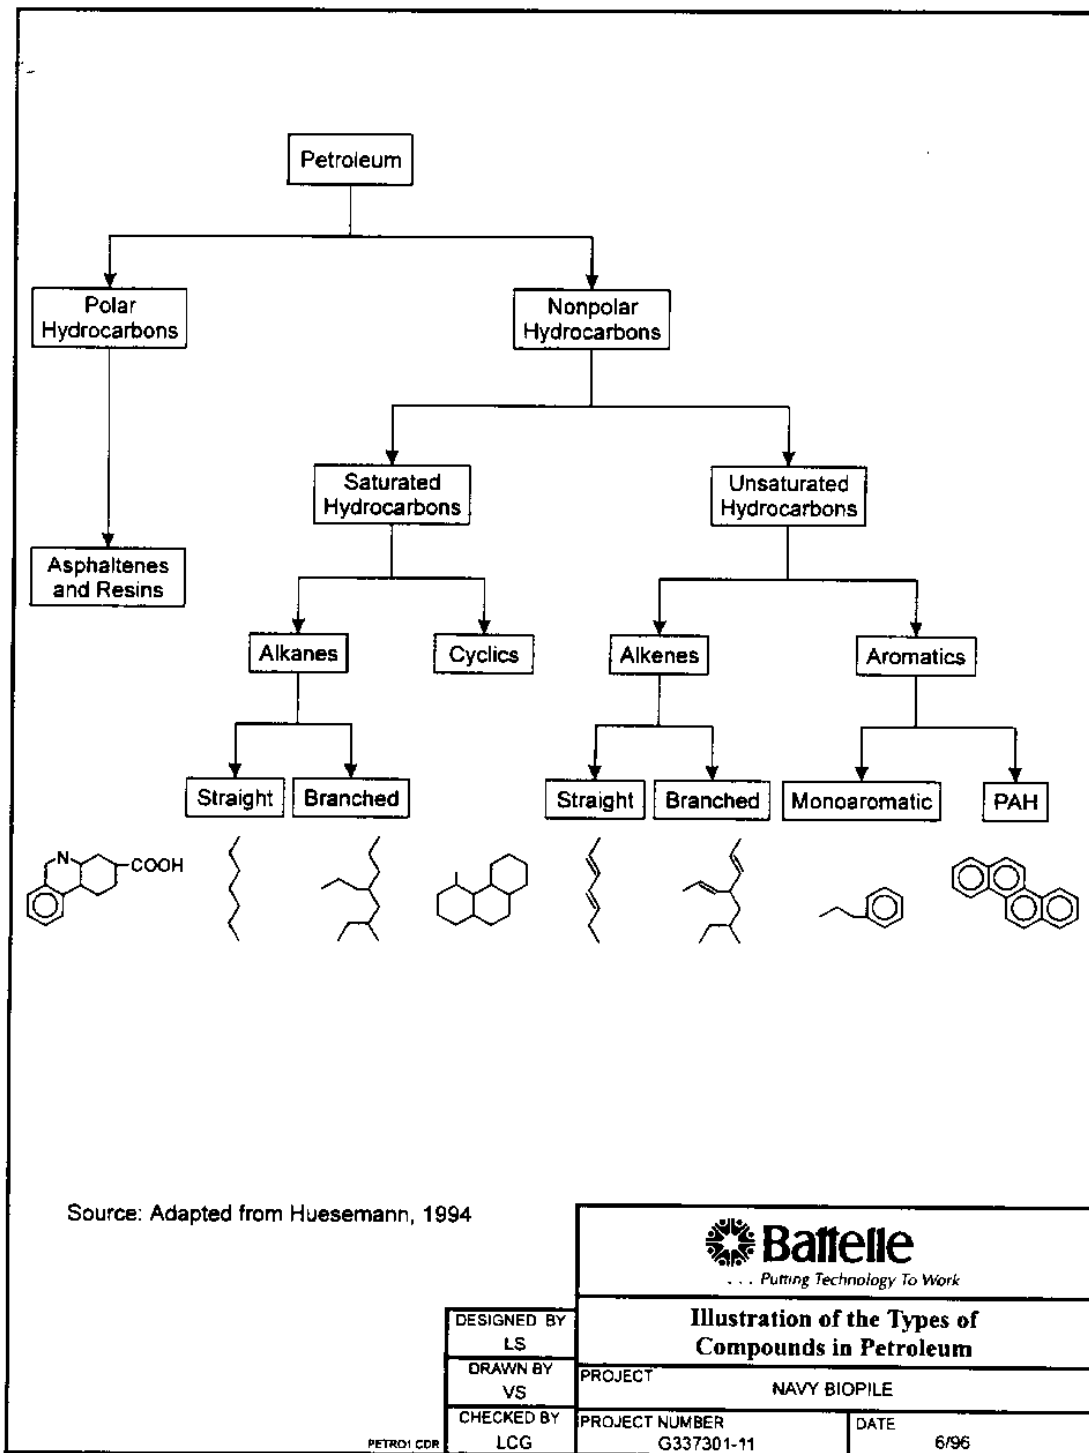 Petroleum
Polar
Hydrocarbons
Nonpolar
Hydrocarbons
Saturated
Hydrocarbons
Unsaturated
Hydrocarbons
Asphaltenes
and Resins
Alkanes
Cyclics
Alkenes
Aromatics
Straight
Branched
Straight
Branched
Monoaromatic
PAH
N
COOH
Source: Adapted from Huesemann, 1994
Battelle
. . . Putting Technology To Work
DESIGNED BY
LS
Illustration of the Types of
Compounds in Petroleum
DRAWN BY
VS
PROJECT
NAVY BIOPILE
CHECKED BY
LCG
PROJECT NUMBER
G337301-11
DATE
6/96
PETRO1 CDR